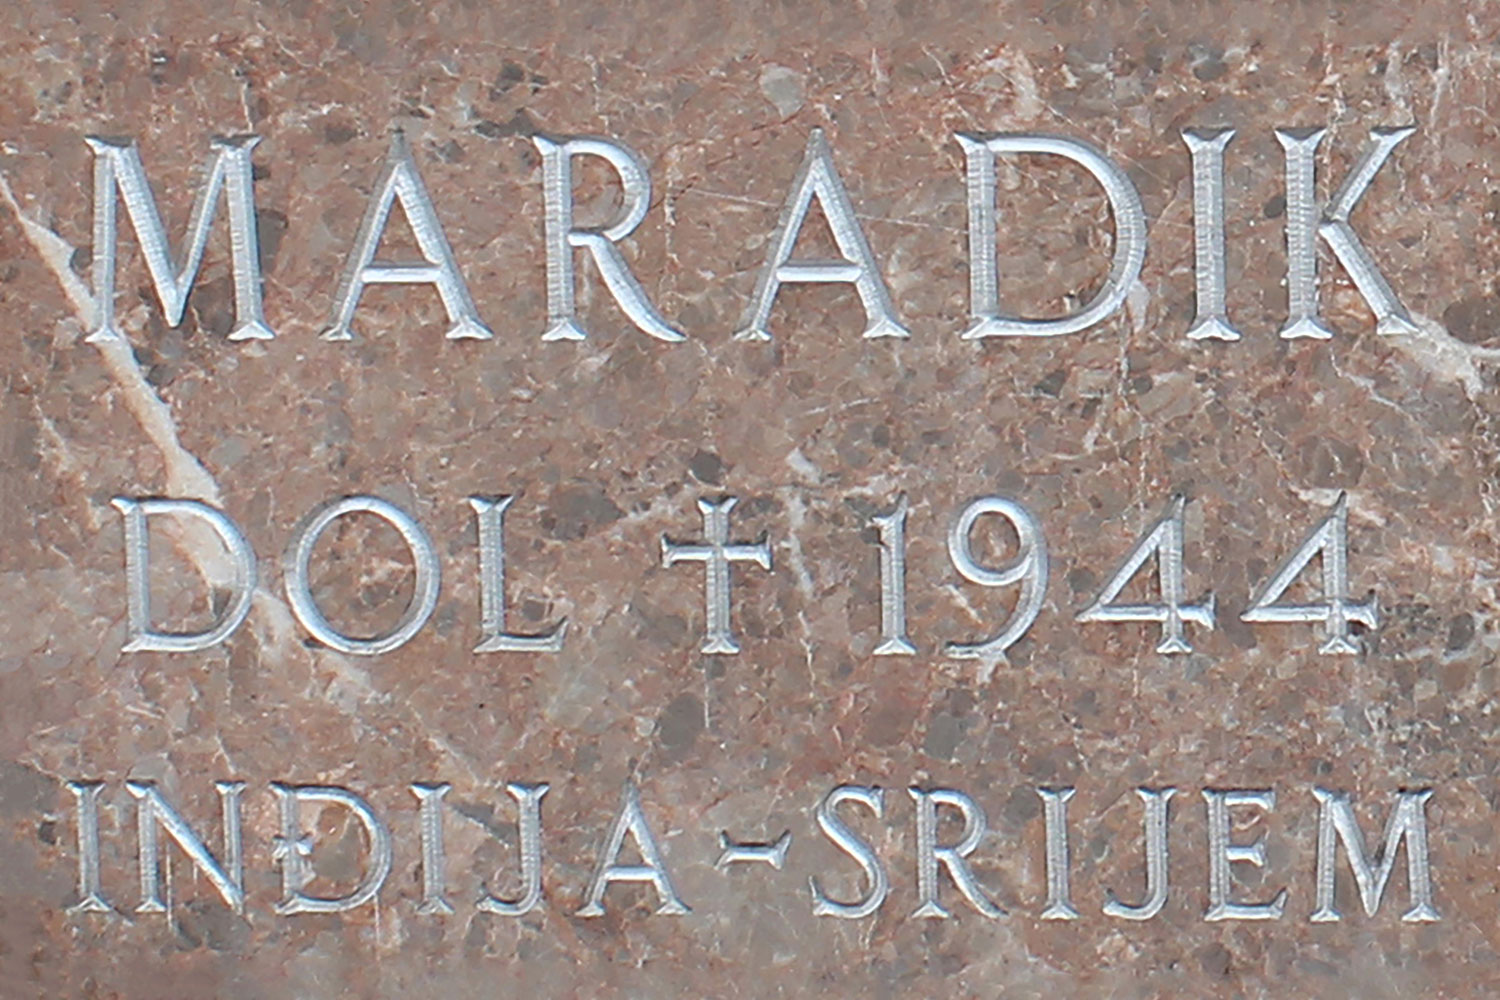 MARADIK
DOL † 1944
INĐIJA - SRIJEM